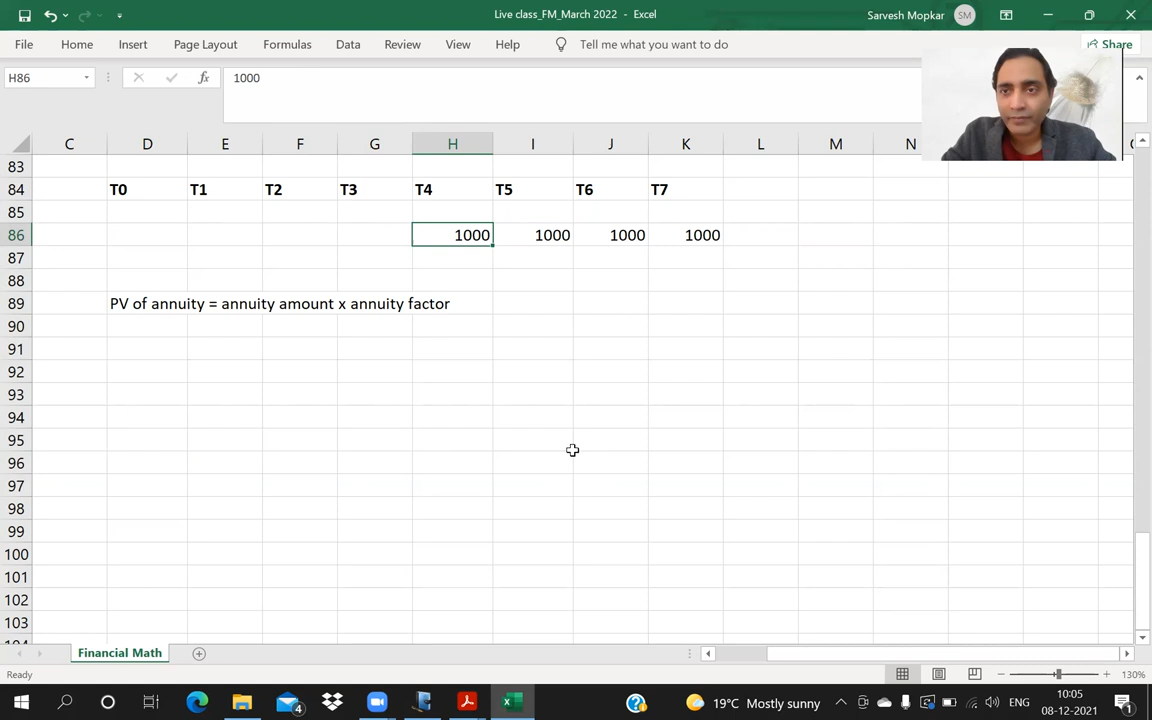 Live class_FM_March 2022 - Excel
Sarvesh Mopkar SM
File Home Insert Page Layout Formulas Data Review View Help Tell me what you want to do Share
H86 fx 1000
C D E F G H I J K L M N
83
84 T0 T1 T2 T3 T4 T5 T6 T7
85
86 1000 1000 1000 1000
87
88
89 PV of annuity = annuity amount x annuity factor
90
91
92
93
94
95
96
97
98
99
100
101
102
103
Financial Math
Ready 130%
4 19°C Mostly sunny ENG 10:05
08-12-2021 1